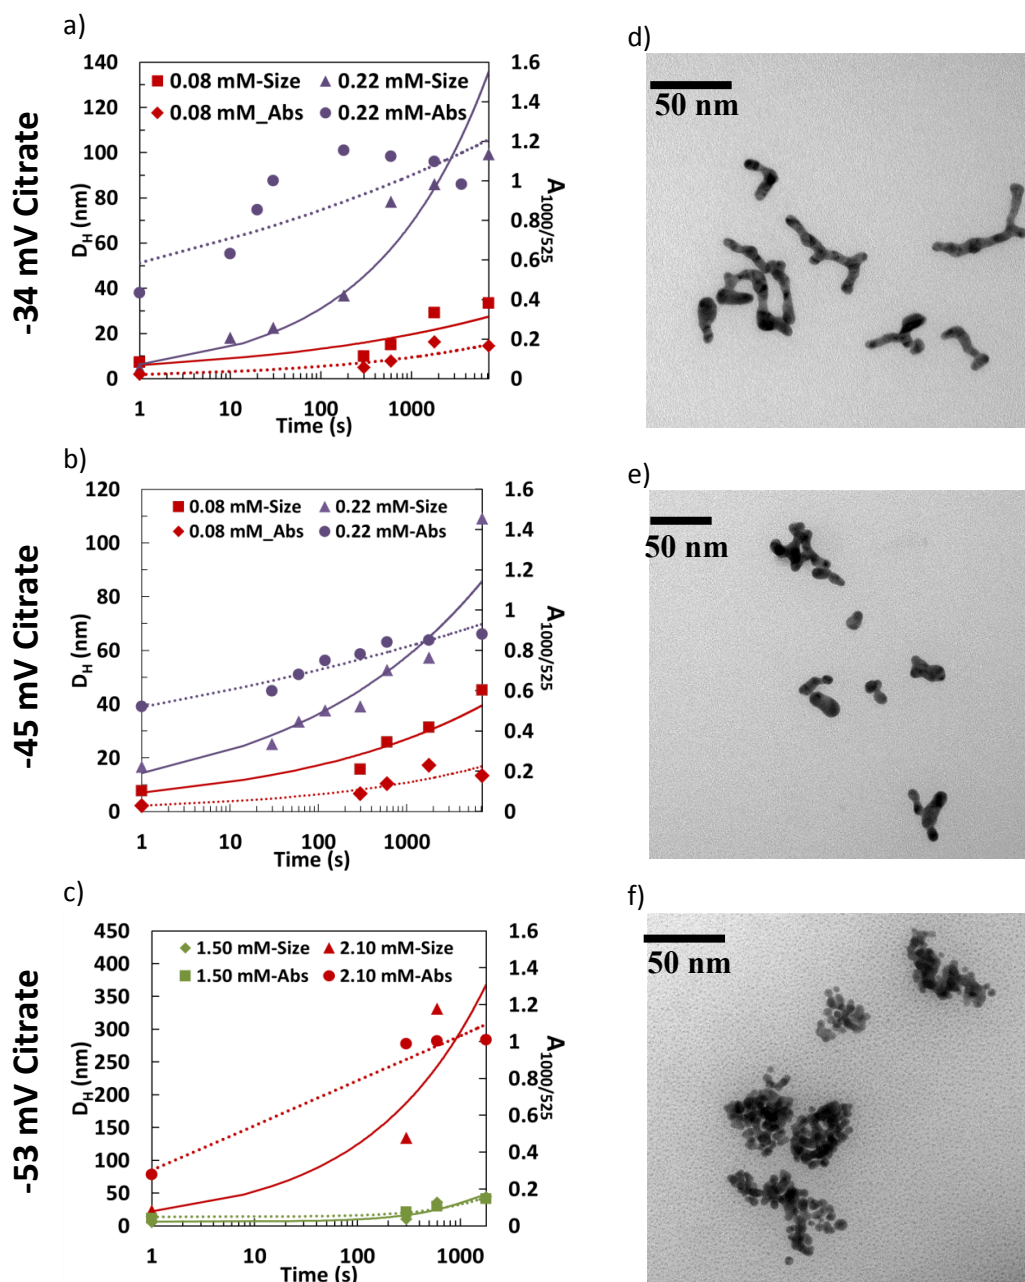 a)
-34 mV Citrate
140
120
100
80
60
40
20
0
D_H (nm)
0.08 mM-Size
0.22 mM-Size
0.08 mM_Abs
0.22 mM-Abs
1.6
1.4
1.2
1
0.8
0.6
0.4
0.2
0
A_1000/525
1 10 100 1000
Time (s)
d)
50 nm
b)
-45 mV Citrate
120
100
80
60
40
20
0
D_H (nm)
0.08 mM-Size
0.22 mM-Size
0.08 mM_Abs
0.22 mM-Abs
1.6
1.4
1.2
1
0.8
0.6
0.4
0.2
0
A_1000/525
1 10 100 1000
Time (s)
e)
50 nm
c)
-53 mV Citrate
450
400
350
300
250
200
150
100
50
0
D_H (nm)
1.50 mM-Size
2.10 mM-Size
1.50 mM-Abs
2.10 mM-Abs
1.6
1.4
1.2
1
0.8
0.6
0.4
0.2
0
A_1000/525
1 10 100 1000
Time (s)
f)
50 nm